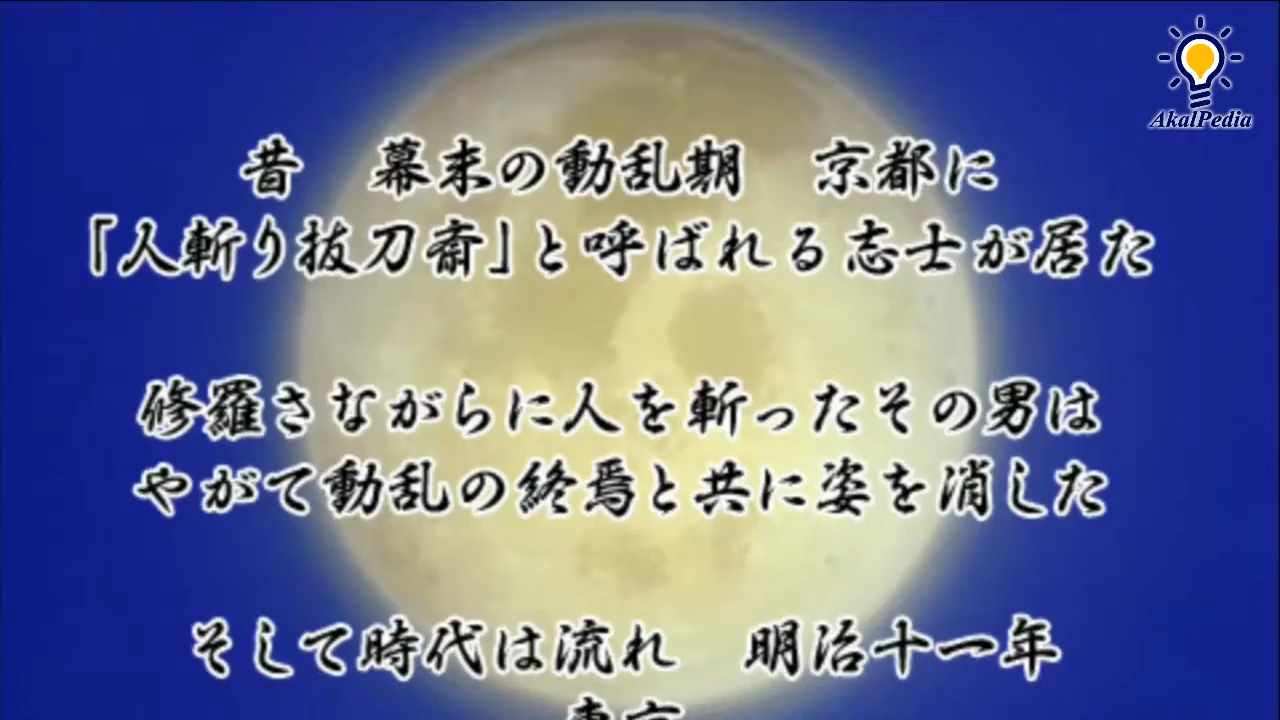 AkalPedia
昔　幕末の動乱期　京都に
「人斬り抜刀斎」と呼ばれる志士が居た
修羅さながらに人を斬ったその男は
やがて動乱の終焉と共に姿を消した
そして時代は流れ　明治十一年